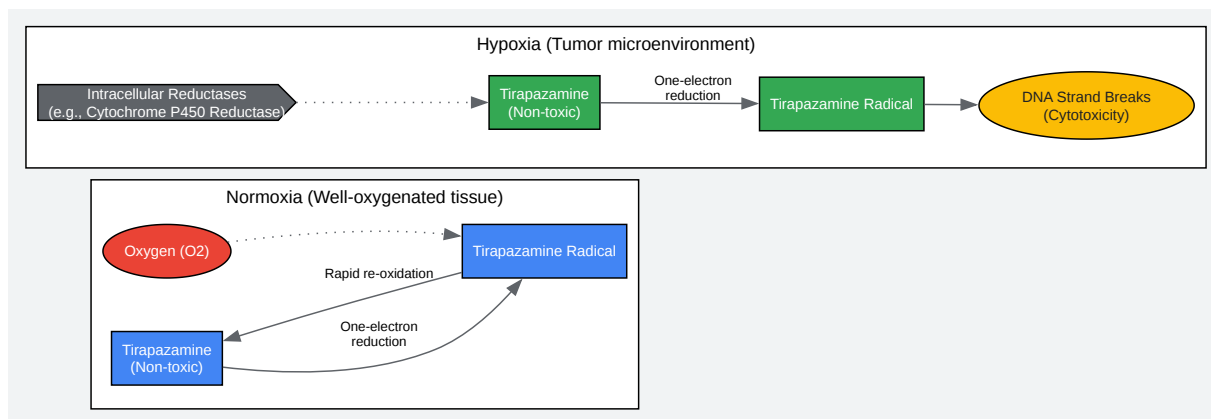 Hypoxia (Tumor microenvironment)
Intracellular Reductases
(e.g., Cytochrome P450 Reductase)
Tirapazamine
(Non-toxic)
One-electron
reduction
Tirapazamine Radical
DNA Strand Breaks
(Cytotoxicity)
Normoxia (Well-oxygenated tissue)
Oxygen (O2)
Tirapazamine Radical
Rapid re-oxidation
One-electron
reduction
Tirapazamine
(Non-toxic)